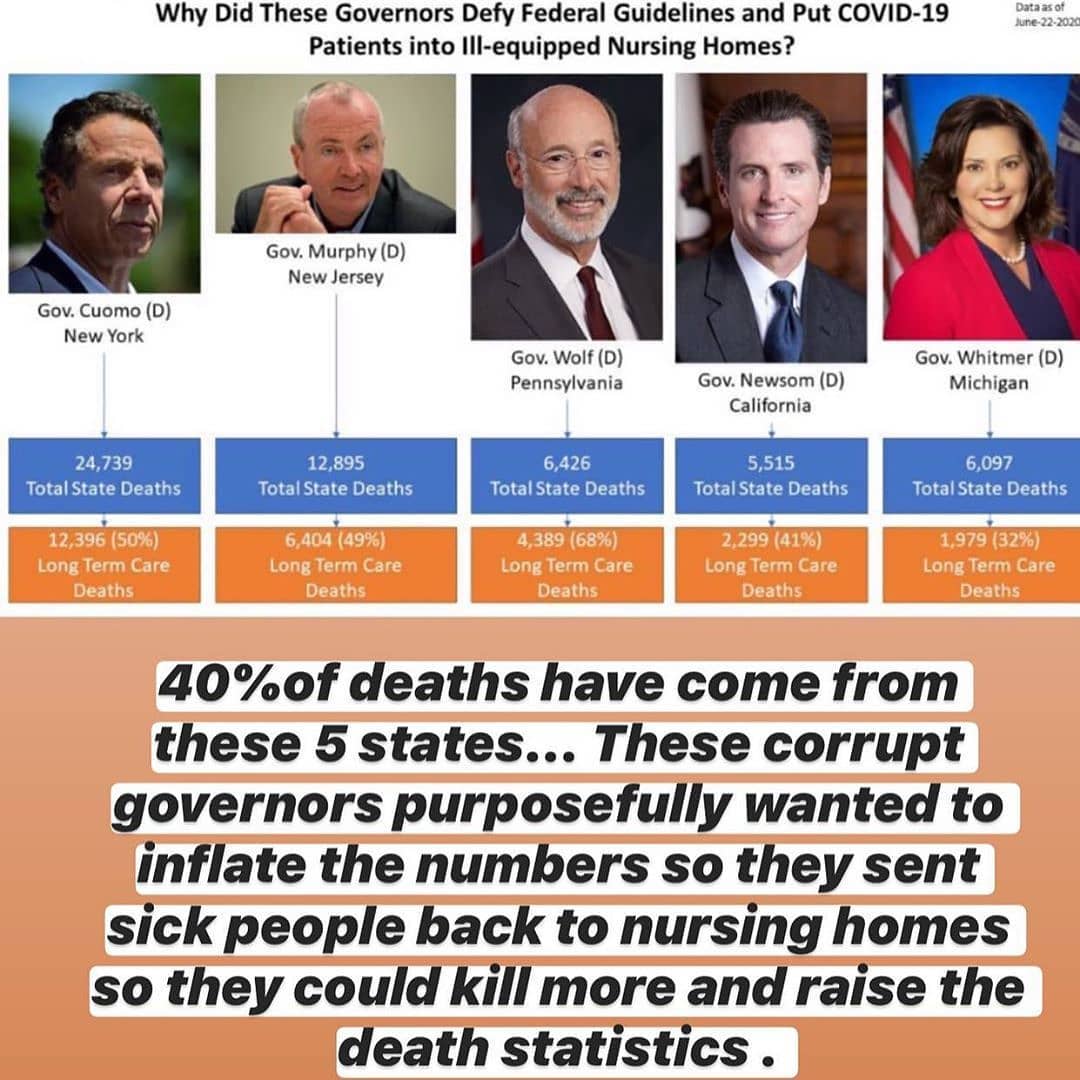 Why Did These Governors Defy Federal Guidelines and Put COVID-19
Patients into Ill-equipped Nursing Homes?
Data as of
June-22-2020
Gov. Cuomo (D)
New York
Gov. Murphy (D)
New Jersey
Gov. Wolf (D)
Pennsylvania
Gov. Newsom (D)
California
Gov. Whitmer (D)
Michigan
24,739
Total State Deaths
12,895
Total State Deaths
6,426
Total State Deaths
5,515
Total State Deaths
6,097
Total State Deaths
12,396 (50%)
Long Term Care
Deaths
6,404 (49%)
Long Term Care
Deaths
4,389 (68%)
Long Term Care
Deaths
2,299 (41%)
Long Term Care
Deaths
1,979 (32%)
Long Term Care
Deaths
40%of deaths have come from
these 5 states... These corrupt
governors purposefully wanted to
inflate the numbers so they sent
sick people back to nursing homes
so they could kill more and raise the
death statistics .